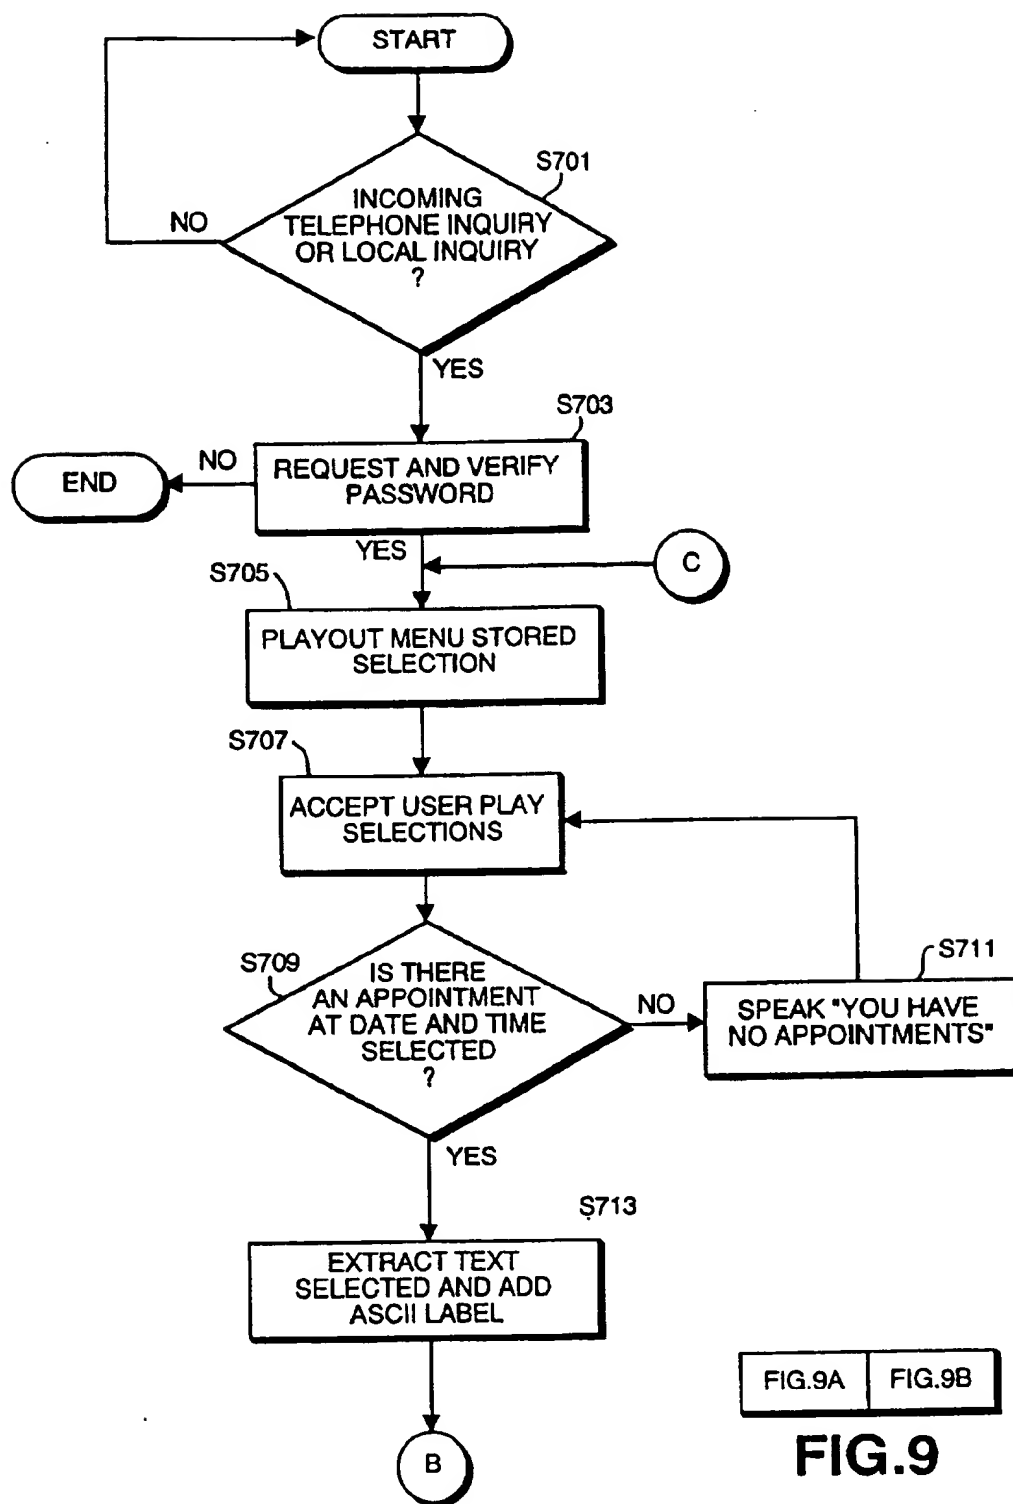 START
S701
INCOMING
TELEPHONE INQUIRY
OR LOCAL INQUIRY
?
NO
YES
S703
REQUEST AND VERIFY
PASSWORD
NO
END
YES
C
S705
PLAYOUT MENU STORED
SELECTION
S707
ACCEPT USER PLAY
SELECTIONS
S709
IS THERE
AN APPOINTMENT
AT DATE AND TIME
SELECTED
?
NO
S711
SPEAK "YOU HAVE
NO APPOINTMENTS"
YES
S713
EXTRACT TEXT
SELECTED AND ADD
ASCII LABEL
B
FIG.9A FIG.9B
FIG.9